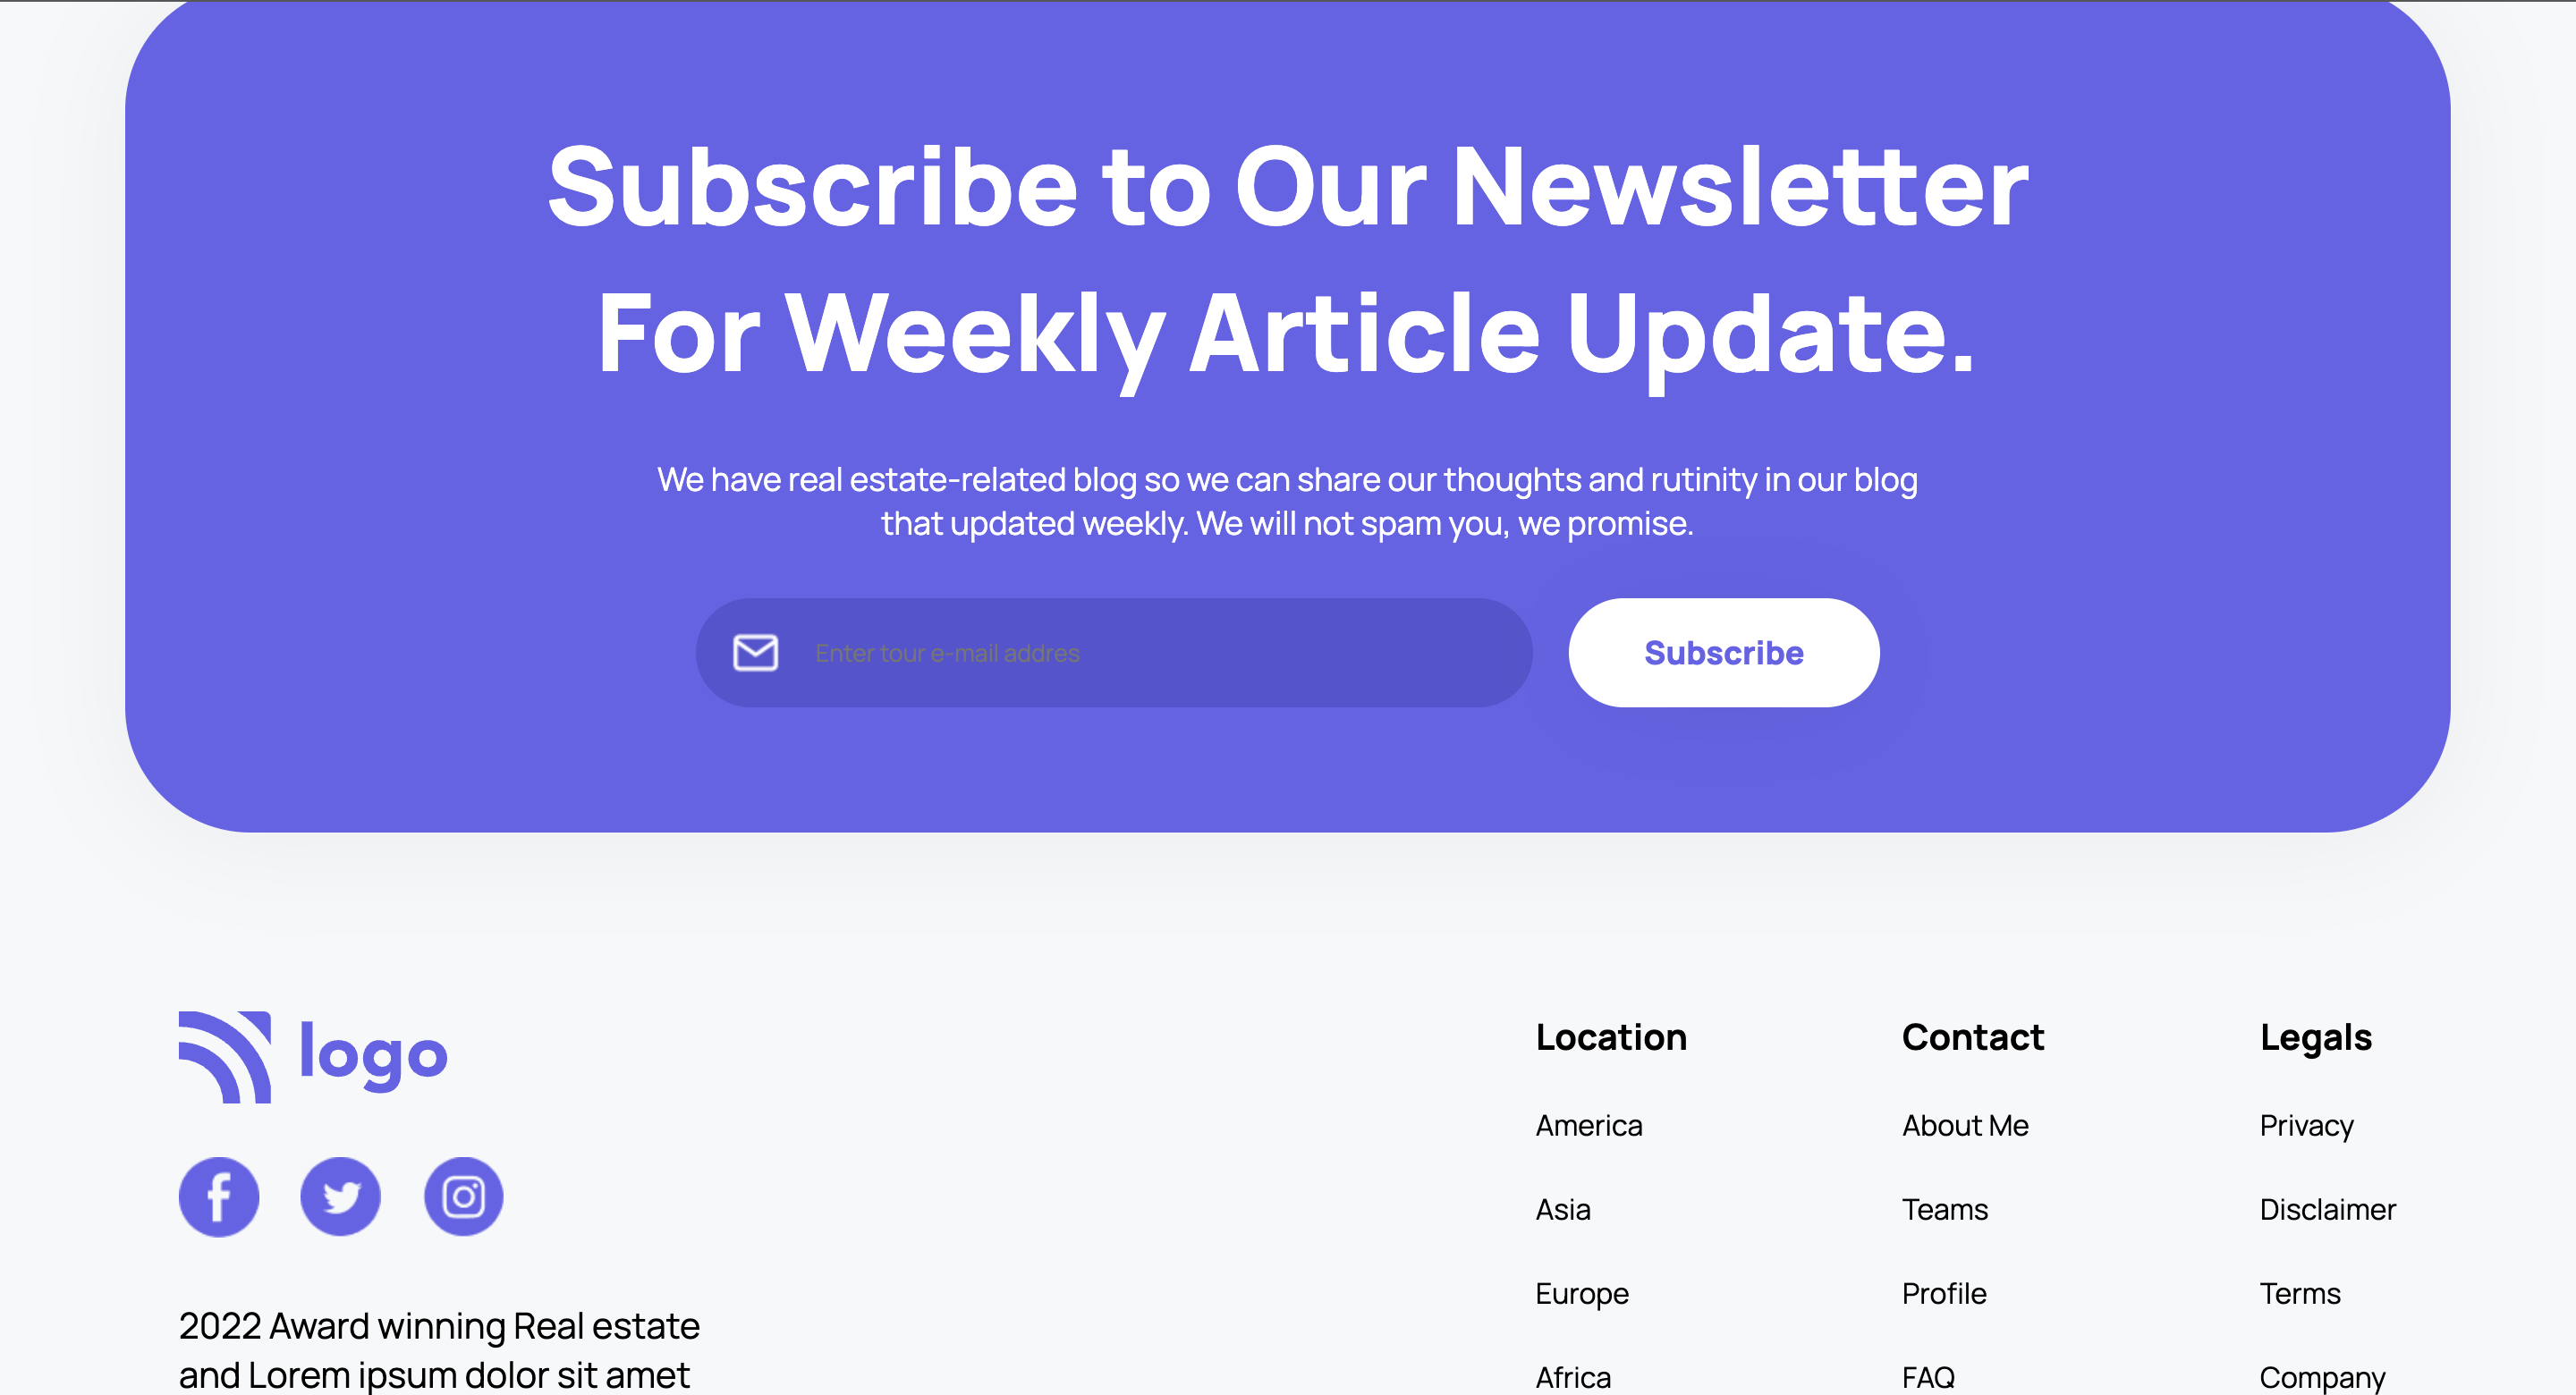 Subscribe to Our Newsletter
For Weekly Article Update.
We have real estate-related blog so we can share our thoughts and rutinity in our blog
that updated weekly. We will not spam you, we promise.
Enter tour e-mail addres
Subscribe
logo
2022 Award winning Real estate
and Lorem ipsum dolor sit amet
Location
America
Asia
Europe
Africa
Contact
About Me
Teams
Profile
FAQ
Legals
Privacy
Disclaimer
Terms
Company